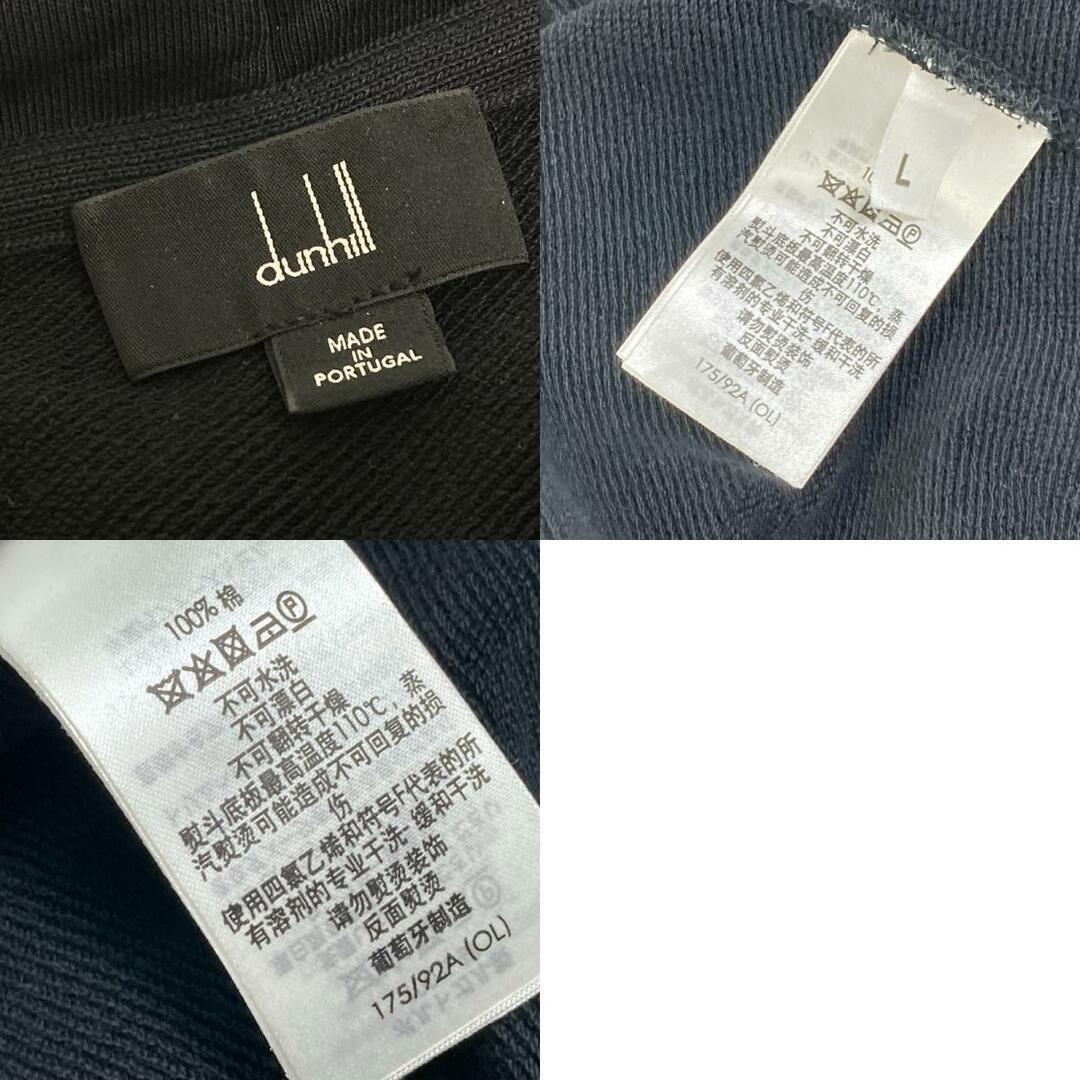 dunhill
MADE
IN
PORTUGAL
L
10
不可水洗
不可漂白
不可翻转干燥
熨斗底板最高温度110℃, 蒸
汽熨烫可能造成不可回复的损
伤
使用四氯乙烯和符号F代表的所
有溶剂的专业干洗 缓和干洗
请勿熨烫装饰
反面熨烫
葡萄牙制造
175/92A (OL)
100% 棉
P
不可水洗
不可漂白
不可翻转干燥
熨斗底板最高温度110℃, 蒸
汽熨烫可能造成不可回复的损
伤
使用四氯乙烯和符号F代表的所
有溶剂的专业干洗 缓和干洗
请勿熨烫装饰
反面熨烫
葡萄牙制造
175/92A (OL)